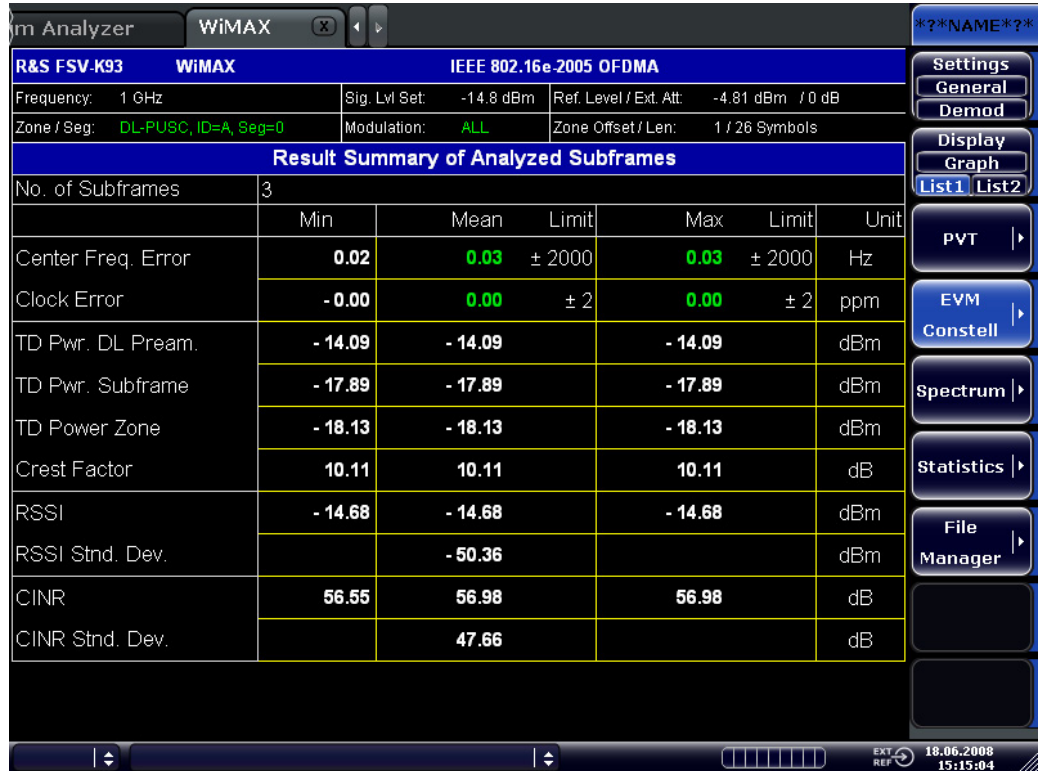 m Analyzer WiMAX X *?*NAME*?*
R&S FSV-K93 WiMAX IEEE 802.16e-2005 OFDMA
Frequency: 1 GHz Sig. Lvl Set: -14.8 dBm Ref. Level / Ext. Att: -4.81 dBm / 0 dB
Zone / Seg: DL-PUSC, ID=A, Seg=0 Modulation: ALL Zone Offset / Len: 1 / 26 Symbols
Result Summary of Analyzed Subframes
No. of Subframes 3
Min Mean Limit Max Limit Unit
Center Freq. Error 0.02 0.03 ± 2000 0.03 ± 2000 Hz
Clock Error - 0.00 0.00 ± 2 0.00 ± 2 ppm
TD Pwr. DL Pream. - 14.09 - 14.09 - 14.09 dBm
TD Pwr. Subframe - 17.89 - 17.89 - 17.89 dBm
TD Power Zone - 18.13 - 18.13 - 18.13 dBm
Crest Factor 10.11 10.11 10.11 dB
RSSI - 14.68 - 14.68 - 14.68 dBm
RSSI Stnd. Dev. - 50.36 dBm
CINR 56.55 56.98 56.98 dB
CINR Stnd. Dev. 47.66 dB
Settings
General
Demod
Display
Graph
List1 List2
PVT
EVM
Constell
Spectrum
Statistics
File
Manager
EXT REF 18.06.2008
15:15:04